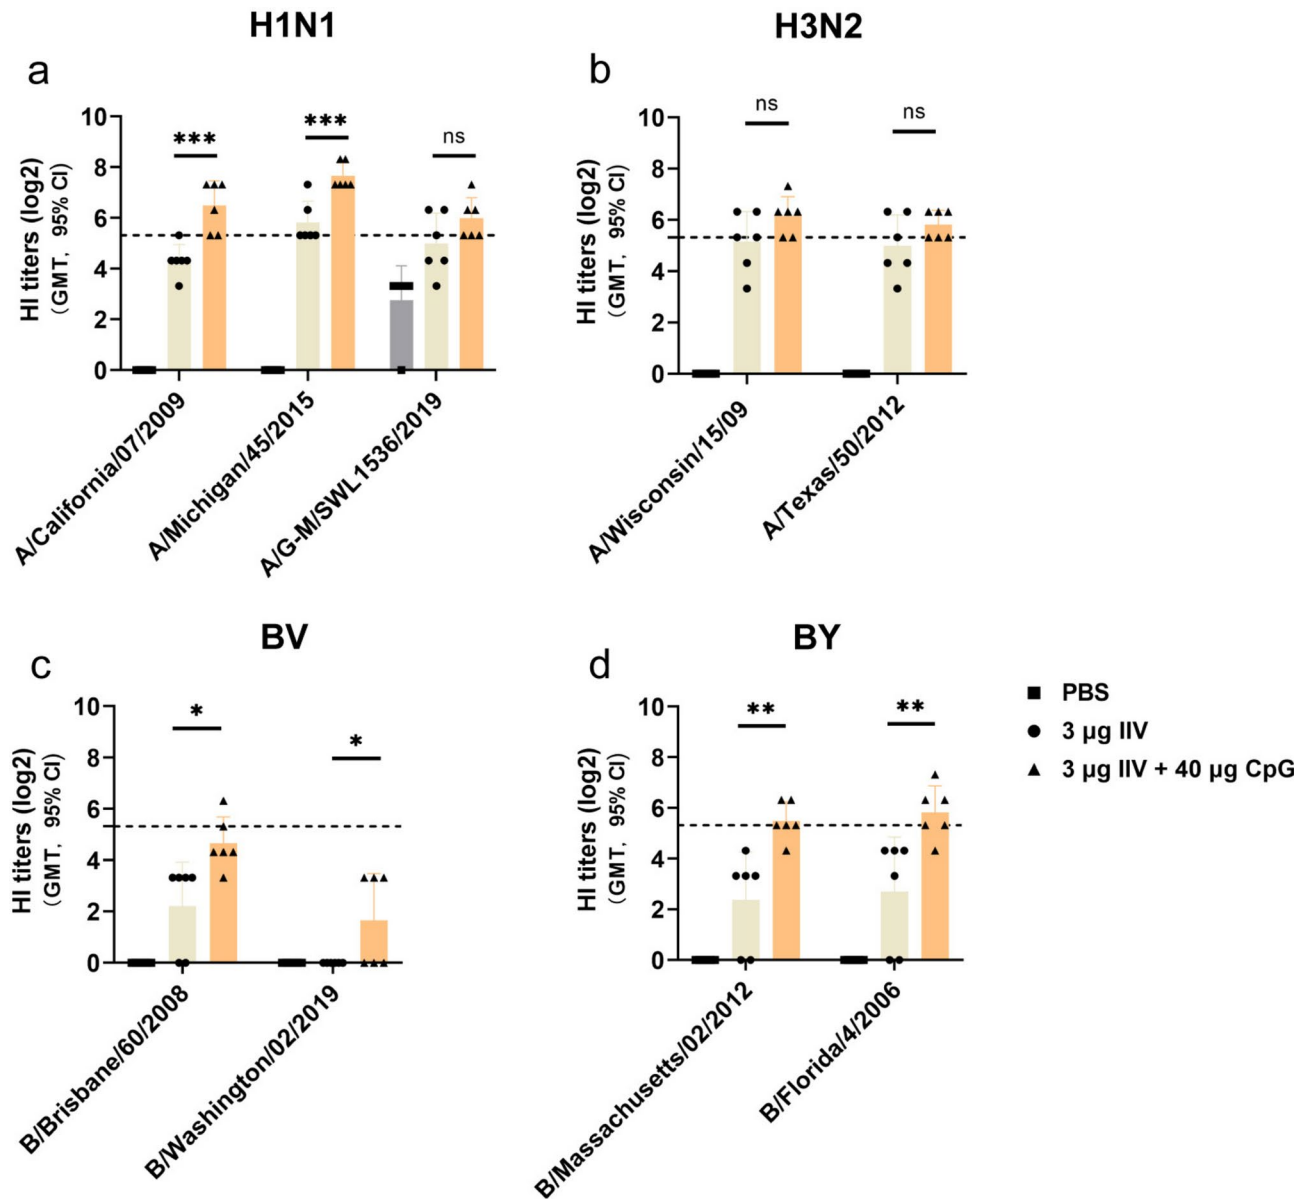 H1N1
H3N2
a
b
HI titers (log2)
(GMT, 95% CI)
10
8
6
4
2
0
***
***
ns
A/California/07/2009
A/Michigan/45/2015
A/G-M/SWL1536/2019
HI titers (log2)
(GMT, 95% CI)
10
8
6
4
2
0
ns
ns
A/Wisconsin/15/09
A/Texas/50/2012
BV
BY
c
d
HI titers (log2)
(GMT, 95% CI)
10
8
6
4
2
0
*
*
B/Brisbane/60/2008
B/Washington/02/2019
HI titers (log2)
(GMT, 95% CI)
10
8
6
4
2
0
**
**
B/Massachusetts/02/2012
B/Florida/4/2006
PBS
3 μg IIV
3 μg IIV + 40 μg CpG